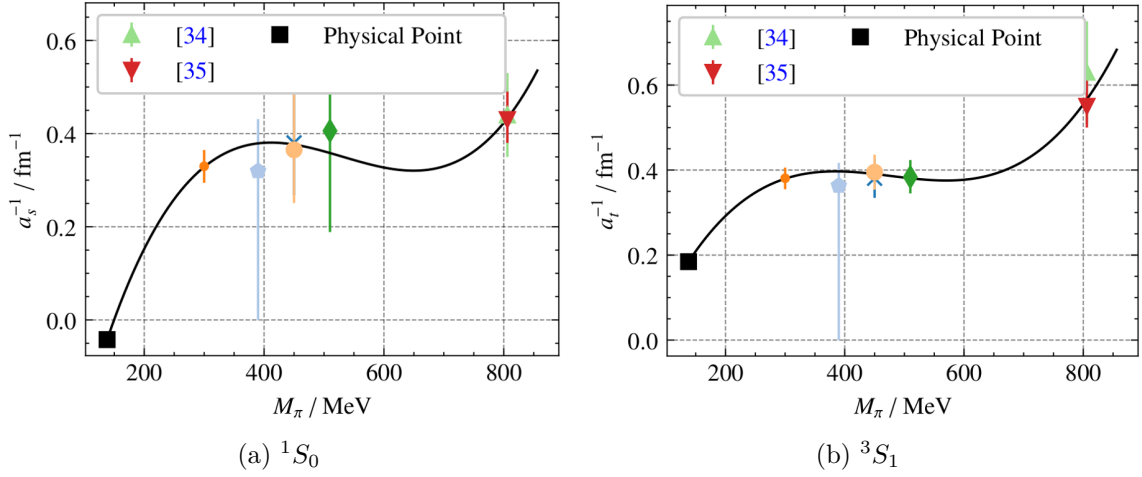 [34] Physical Point
[35]
0.6
0.4
0.2
0.0
a_s^{-1} / fm^{-1}
200 400 600 800
M_π / MeV
(a) ^1S_0
[34] Physical Point
[35]
0.6
0.4
0.2
0.0
a_t^{-1} / fm^{-1}
200 400 600 800
M_π / MeV
(b) ^3S_1